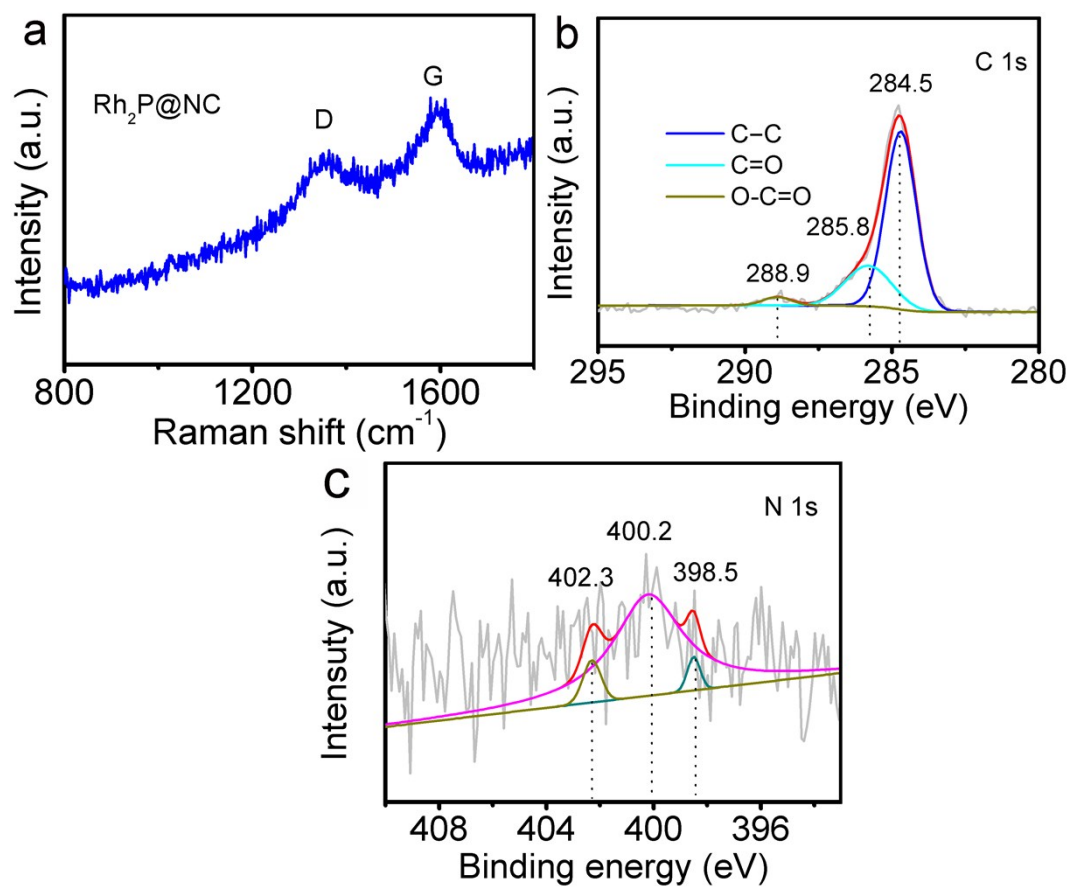 a
Rh₂P@NC
D
G
Intensity (a.u.)
800
1200
1600
Raman shift (cm⁻¹)
b
C 1s
284.5
C–C
C=O
O-C=O
285.8
288.9
Intensity (a.u.)
295
290
285
280
Binding energy (eV)
c
N 1s
400.2
402.3
398.5
Intensuty (a.u.)
408
404
400
396
Binding energy (eV)